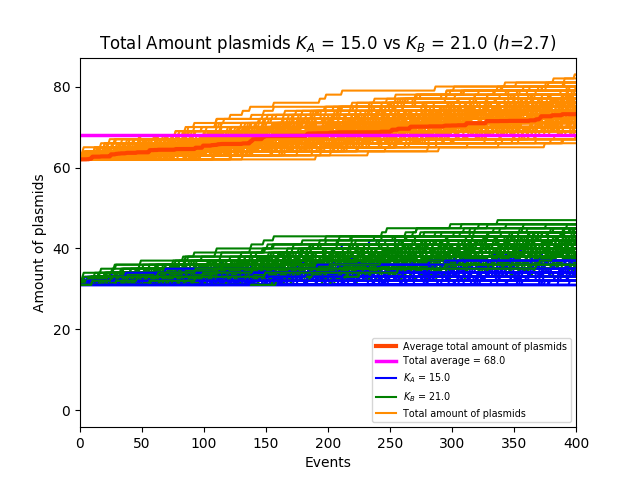 Total Amount plasmids K_A = 15.0 vs K_B = 21.0 (h=2.7)
Amount of plasmids
80
60
40
20
0
0 50 100 150 200 250 300 350 400
Events
Average total amount of plasmids
Total average = 68.0
K_A = 15.0
K_B = 21.0
Total amount of plasmids